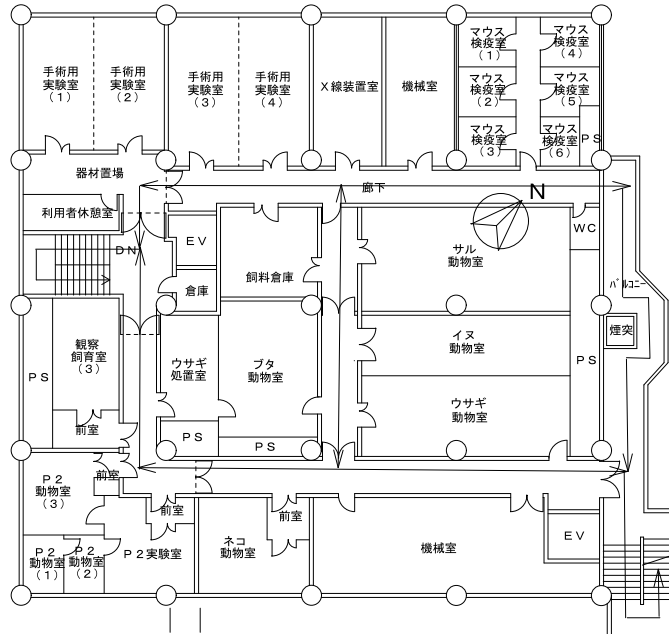 手術用
実験室
（１）
手術用
実験室
（２）
手術用
実験室
（３）
手術用
実験室
（４）
Ｘ線装置室
機械室
マウス
検疫室
（１）
マウス
検疫室
（２）
マウス
検疫室
（３）
マウス
検疫室
（４）
マウス
検疫室
（５）
マウス
検疫室
（６）
ＰＳ
器材置場
利用者休憩室
廊下
N
ＤＮ
ＥＶ
倉庫
飼料倉庫
サル
動物室
ＷＣ
バルコニー
煙突
ＰＳ
観察
飼育室
（３）
前室
ＰＳ
ウサギ
処置室
ＰＳ
ブタ
動物室
ＰＳ
イヌ
動物室
ウサギ
動物室
ＰＳ
Ｐ２
動物室
（３）
前室
前室
Ｐ２
動物室
（１）
Ｐ２
動物室
（２）
Ｐ２実験室
ネコ
動物室
前室
機械室
ＥＶ